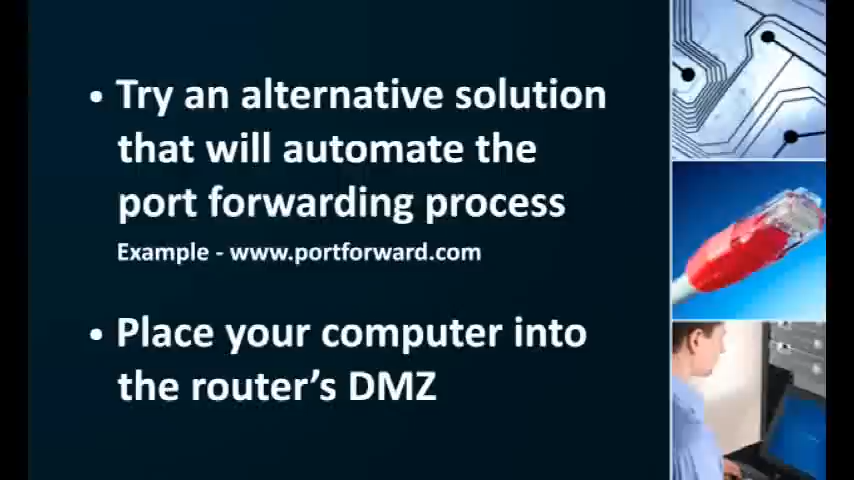 • Try an alternative solution
that will automate the
port forwarding process
Example - www.portforward.com
• Place your computer into
the router’s DMZ